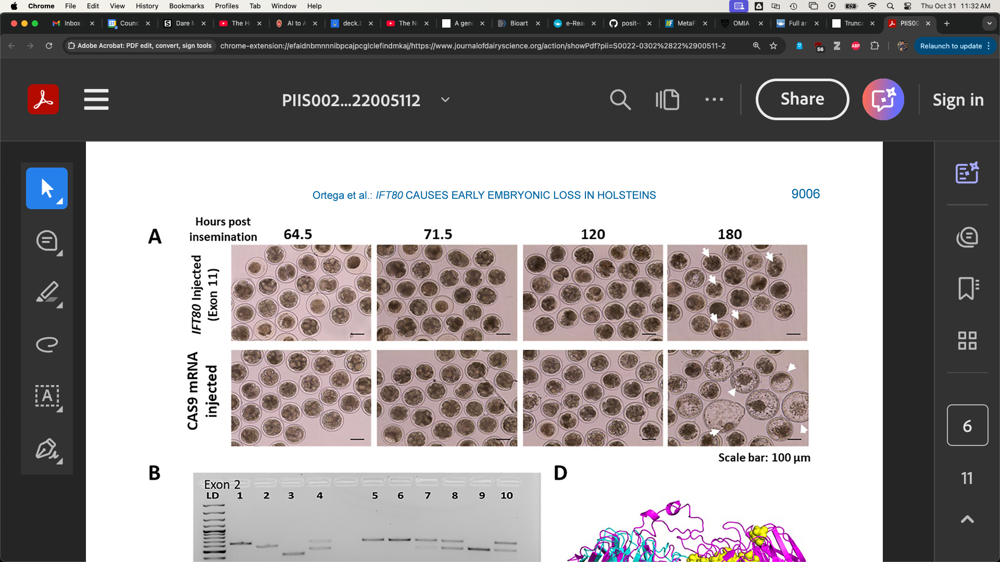 Chrome File Edit View History Bookmarks Profiles Tab Window Help Thu Oct 31 11:32 AM
Inbox Counc Dare M The H AI to A deck.b The Ni A gen Bioart e-Rea posit- MetaF OMIA Full ar Trunca PIIS00
Adobe Acrobat: PDF edit, convert, sign tools chrome-extension://efaidnbmnnnibpcajpcglclefindmkaj/https://www.journalofdairyscience.org/action/showPdf?pii=S0022-0302%2822%2900511-2 56 ABP Relaunch to update
PIIS002...22005112 Share Sign in
Ortega et al.: IFT80 CAUSES EARLY EMBRYONIC LOSS IN HOLSTEINS 9006
A
Hours post
insemination 64.5 71.5 120 180
IFT80 Injected
(Exon 11)
CAS9 mRNA
injected
Scale bar: 100 µm
B D
Exon 2
LD 1 2 3 4 5 6 7 8 9 10
6
11